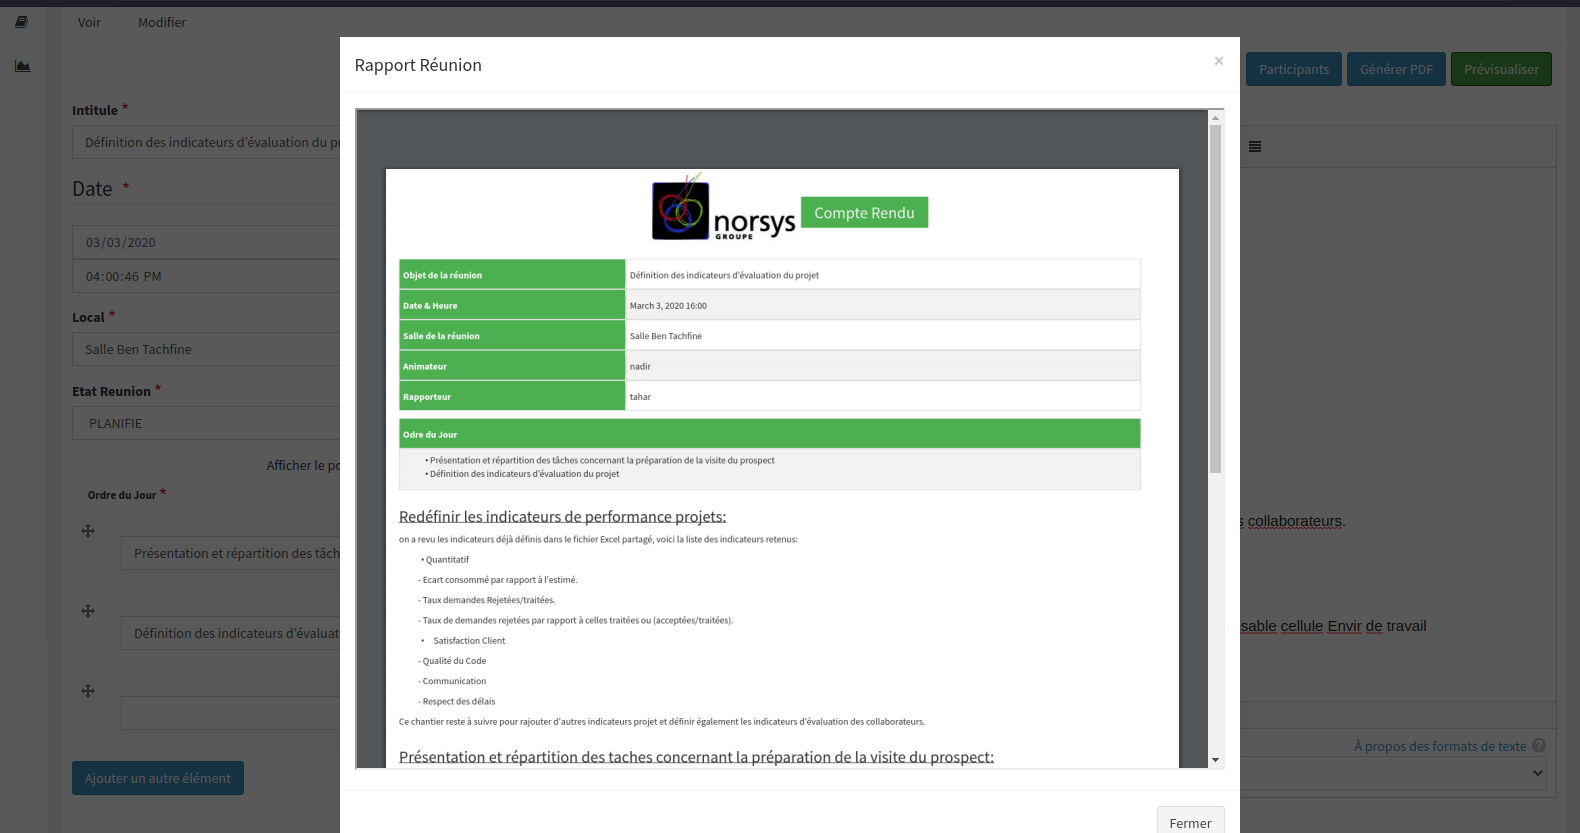 Voir
Modifier
Rapport Réunion
×
Participants
Générer PDF
Prévisualiser
Intitule *
Définition des indicateurs d'évaluation du pr
Date *
03/03/2020
04:00:46 PM
Local *
Salle Ben Tachfine
Etat Reunion *
PLANIFIE
Afficher le po
Ordre du Jour *
Présentation et répartition des tâch
Définition des indicateurs d'évaluat
Ajouter un autre élément
norsys
GROUPE
Compte Rendu
Objet de la réunion Définition des indicateurs d'évaluation du projet
Date & Heure March 3, 2020 16:00
Salle de la réunion Salle Ben Tachfine
Animateur nadir
Rapporteur tahar
Odre du Jour
• Présentation et répartition des tâches concernant la préparation de la visite du prospect
• Définition des indicateurs d'évaluation du projet
Redéfinir les indicateurs de performance projets:
on a revu les indicateurs déjà définis dans le fichier Excel partagé, voici la liste des indicateurs retenus:
• Quantitatif
- Ecart consommé par rapport à l'estimé.
- Taux demandes Rejetées/traitées.
- Taux de demandes rejetées par rapport à celles traitées ou (acceptées/traitées).
• Satisfaction Client
- Qualité du Code
- Communication
- Respect des délais
Ce chantier reste à suivre pour rajouter d'autres indicateurs projet et définir également les indicateurs d'évaluation des collaborateurs.
Présentation et répartition des taches concernant la préparation de la visite du prospect:
s collaborateurs.
sable cellule Envir de travail
À propos des formats de texte ?
Fermer